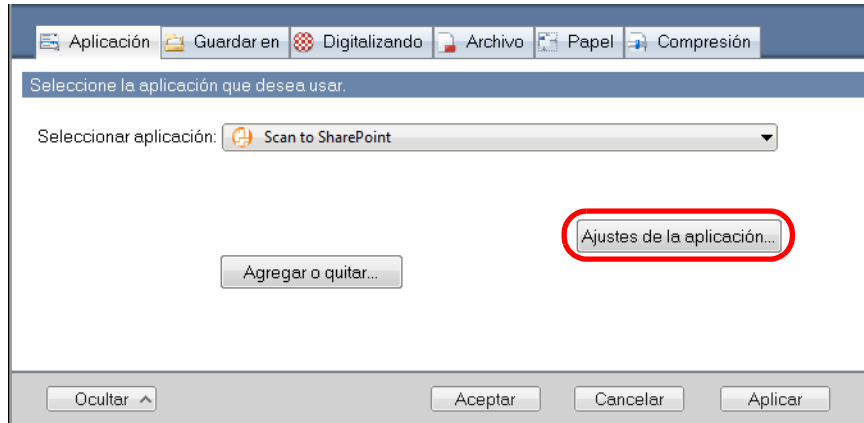 Aplicación Guardar en Digitalizando Archivo Papel Compresión
Seleccione la aplicación que desea usar.
Seleccionar aplicación: Scan to SharePoint
Ajustes de la aplicación...
Agregar o quitar...
Ocultar Aceptar Cancelar Aplicar